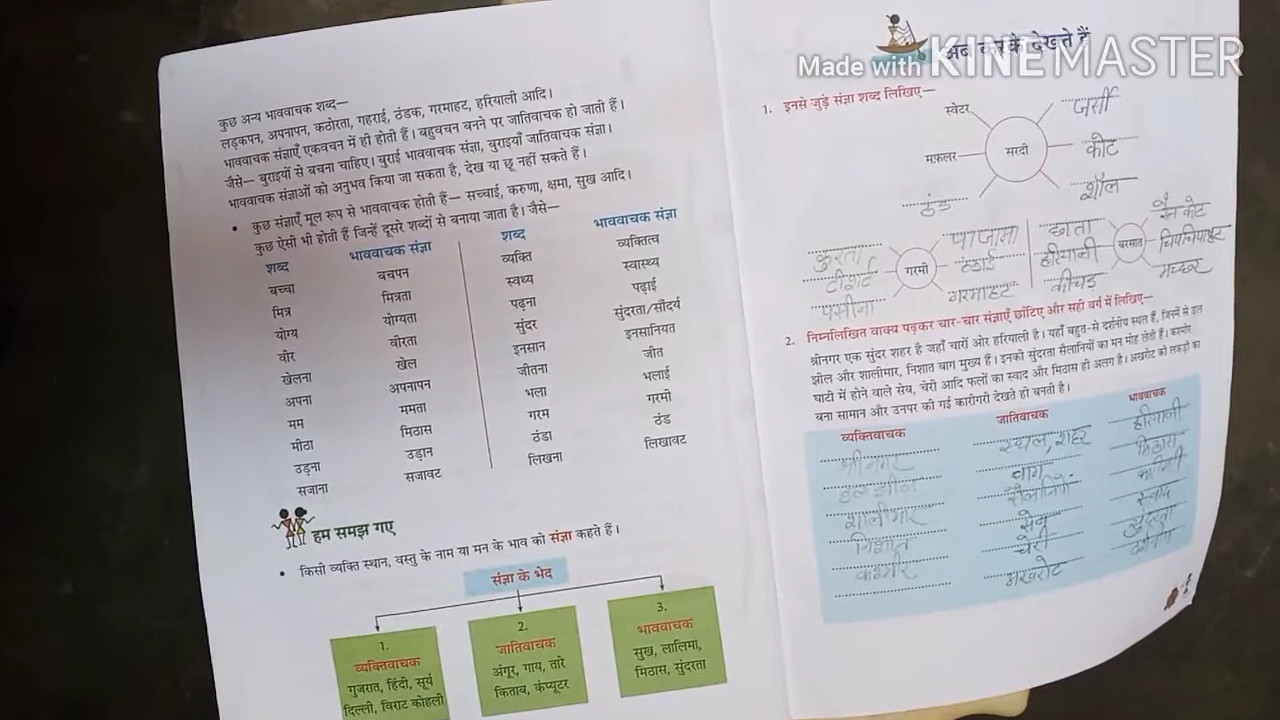 Made with KINEMASTER
कुछ अन्य भाववाचक शब्द—
लड़कपन, अपनापन, कठोरता, गहराई, ठंडक, गरमाहट, हरियाली आदि।
भाववाचक संज्ञाएँ एकवचन में ही होती हैं। बहुवचन बनने पर जातिवाचक हो जाती हैं।
जैसे— बुराइयों से बचना चाहिए। बुराई भाववाचक संज्ञा, बुराइयाँ जातिवाचक संज्ञा।
भाववाचक संज्ञाओं को अनुभव किया जा सकता है, देख या छू नहीं सकते हैं।
• कुछ संज्ञाएँ मूल रूप से भाववाचक होती हैं— सच्चाई, करुणा, क्षमा, सुख आदि।
कुछ ऐसी भी होती हैं जिन्हें दूसरे शब्दों से बनाया जाता है। जैसे—
शब्द भाववाचक संज्ञा शब्द भाववाचक संज्ञा
बच्चा बचपन व्यक्ति व्यक्तित्व
मित्र मित्रता स्वस्थ स्वास्थ्य
योग्य योग्यता पढ़ना पढ़ाई
वीर वीरता सुंदर सुंदरता/सौंदर्य
खेलना खेल इनसान इनसानियत
अपना अपनापन जीतना जीत
मम ममता भला भलाई
मीठा मिठास गरम गरमी
उड़ना उड़ान ठंडा ठंड
सजाना सजावट लिखना लिखावट
हम समझ गए
• किसी व्यक्ति स्थान, वस्तु के नाम या मन के भाव को संज्ञा कहते हैं।
संज्ञा के भेद
1.
व्यक्तिवाचक
गुजरात, हिंदी, सूर्य
दिल्ली, विराट कोहली
2.
जातिवाचक
अंगूर, गाय, तारे
किताब, कंप्यूटर
3.
भाववाचक
सुख, लालिमा,
मिठास, सुंदरता
देखते हैं
1. इनसे जुड़े संज्ञा शब्द लिखिए—
स्वेटर जर्सी
मफ़लर सरदी कोट
ठंड शॉल
कुरता पाजामा
टीशर्ट गरमी ठंडाई
पसीना गरमाहट
छाता रैन कोट
हरियाली बरसात चिपचिपाहट
कीचड़ मच्छर
2. निम्नलिखित वाक्य पढ़कर चार-चार संज्ञाएँ छाँटिए और सही वर्ग में लिखिए—
श्रीनगर एक सुंदर शहर है जहाँ चारों ओर हरियाली है। यहाँ बहुत-से दर्शनीय स्थल हैं, जिनमें से डल
झील और शालीमार, निशात बाग मुख्य हैं। इनकी सुंदरता सैलानियों का मन मोह लेती हैं। कश्मीर
घाटी में होने वाले सेब, चेरी आदि फलों का स्वाद और मिठास ही अलग है। अखरोट की लकड़ी का
बना सामान और उनपर की गई कारीगरी देखते ही बनती है।
व्यक्तिवाचक जातिवाचक भाववाचक
श्रीनगर स्थल, शहर हरियाली
डल झील बाग मिठास
शालीमार
निशात सेब स्वाद
कश्मीर चेरी सुंदरता
अखरोट